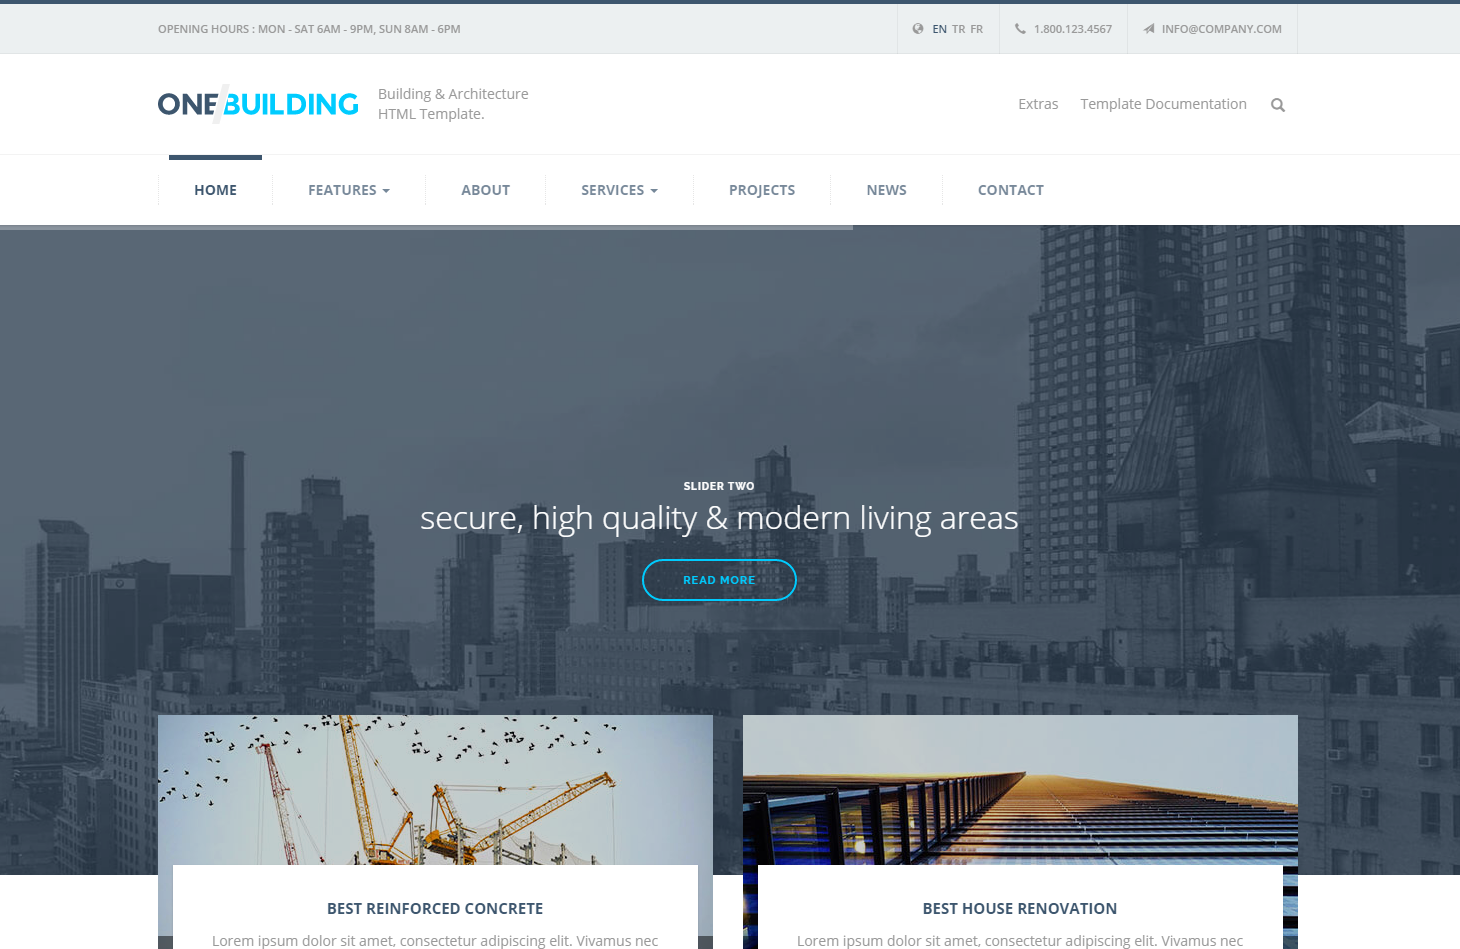 OPENING HOURS : MON - SAT 6AM - 9PM, SUN 8AM - 6PM
EN TR FR
1.800.123.4567
INFO@COMPANY.COM
ONE/BUILDING
Building & Architecture
HTML Template.
Extras
Template Documentation
HOME
FEATURES
ABOUT
SERVICES
PROJECTS
NEWS
CONTACT
SLIDER TWO
secure, high quality & modern living areas
READ MORE
BEST REINFORCED CONCRETE
Lorem ipsum dolor sit amet, consectetur adipiscing elit. Vivamus nec
BEST HOUSE RENOVATION
Lorem ipsum dolor sit amet, consectetur adipiscing elit. Vivamus nec